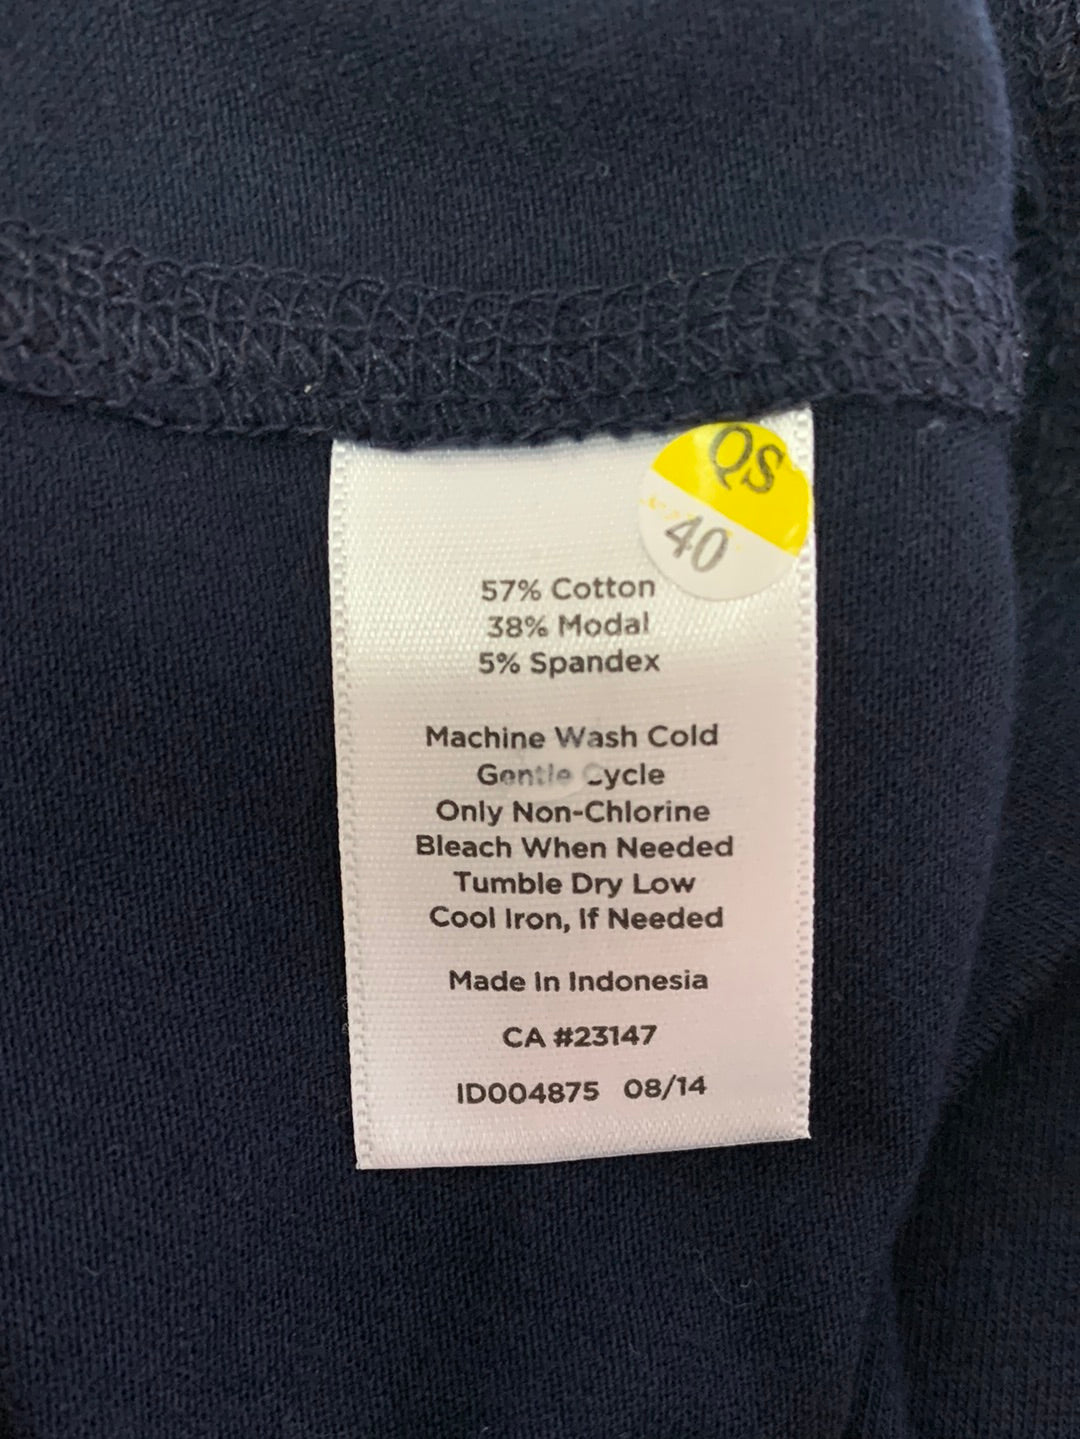 QS
40
57% Cotton
38% Modal
5% Spandex
Machine Wash Cold
Gentle Cycle
Only Non-Chlorine
Bleach When Needed
Tumble Dry Low
Cool Iron, If Needed
Made In Indonesia
CA #23147
ID004875 08/14